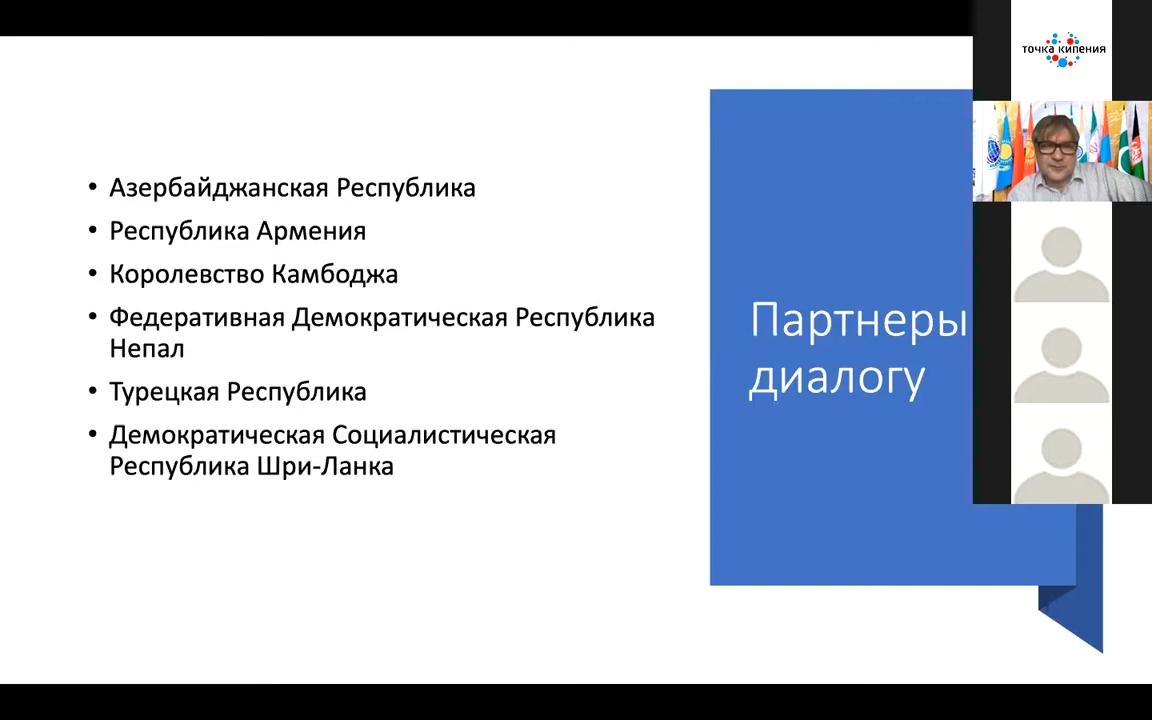 точка кипения
• Азербайджанская Республика
• Республика Армения
• Королевство Камбоджа
• Федеративная Демократическая Республика
Непал
• Турецкая Республика
• Демократическая Социалистическая
Республика Шри-Ланка
Партнеры
диалогу